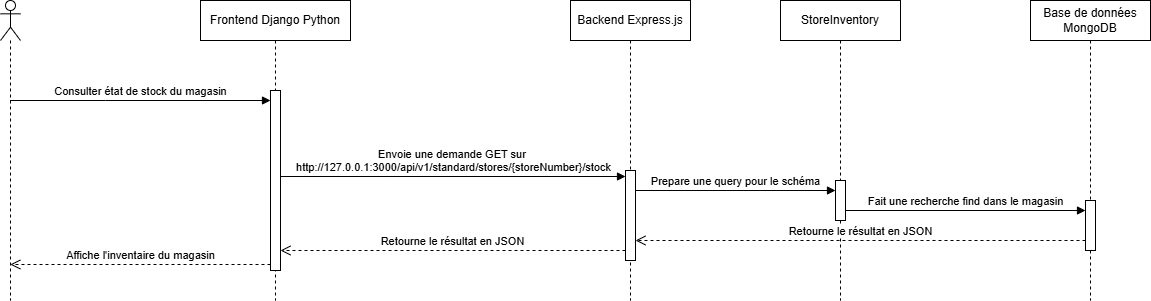 Frontend Django Python
Backend Express.js
StoreInventory
Base de données
MongoDB
Consulter état de stock du magasin
Envoie une demande GET sur
http://127.0.0.1:3000/api/v1/standard/stores/{storeNumber}/stock
Prepare une query pour le schéma
Fait une recherche find dans le magasin
Retourne le résultat en JSON
Retourne le résultat en JSON
Affiche l'inventaire du magasin